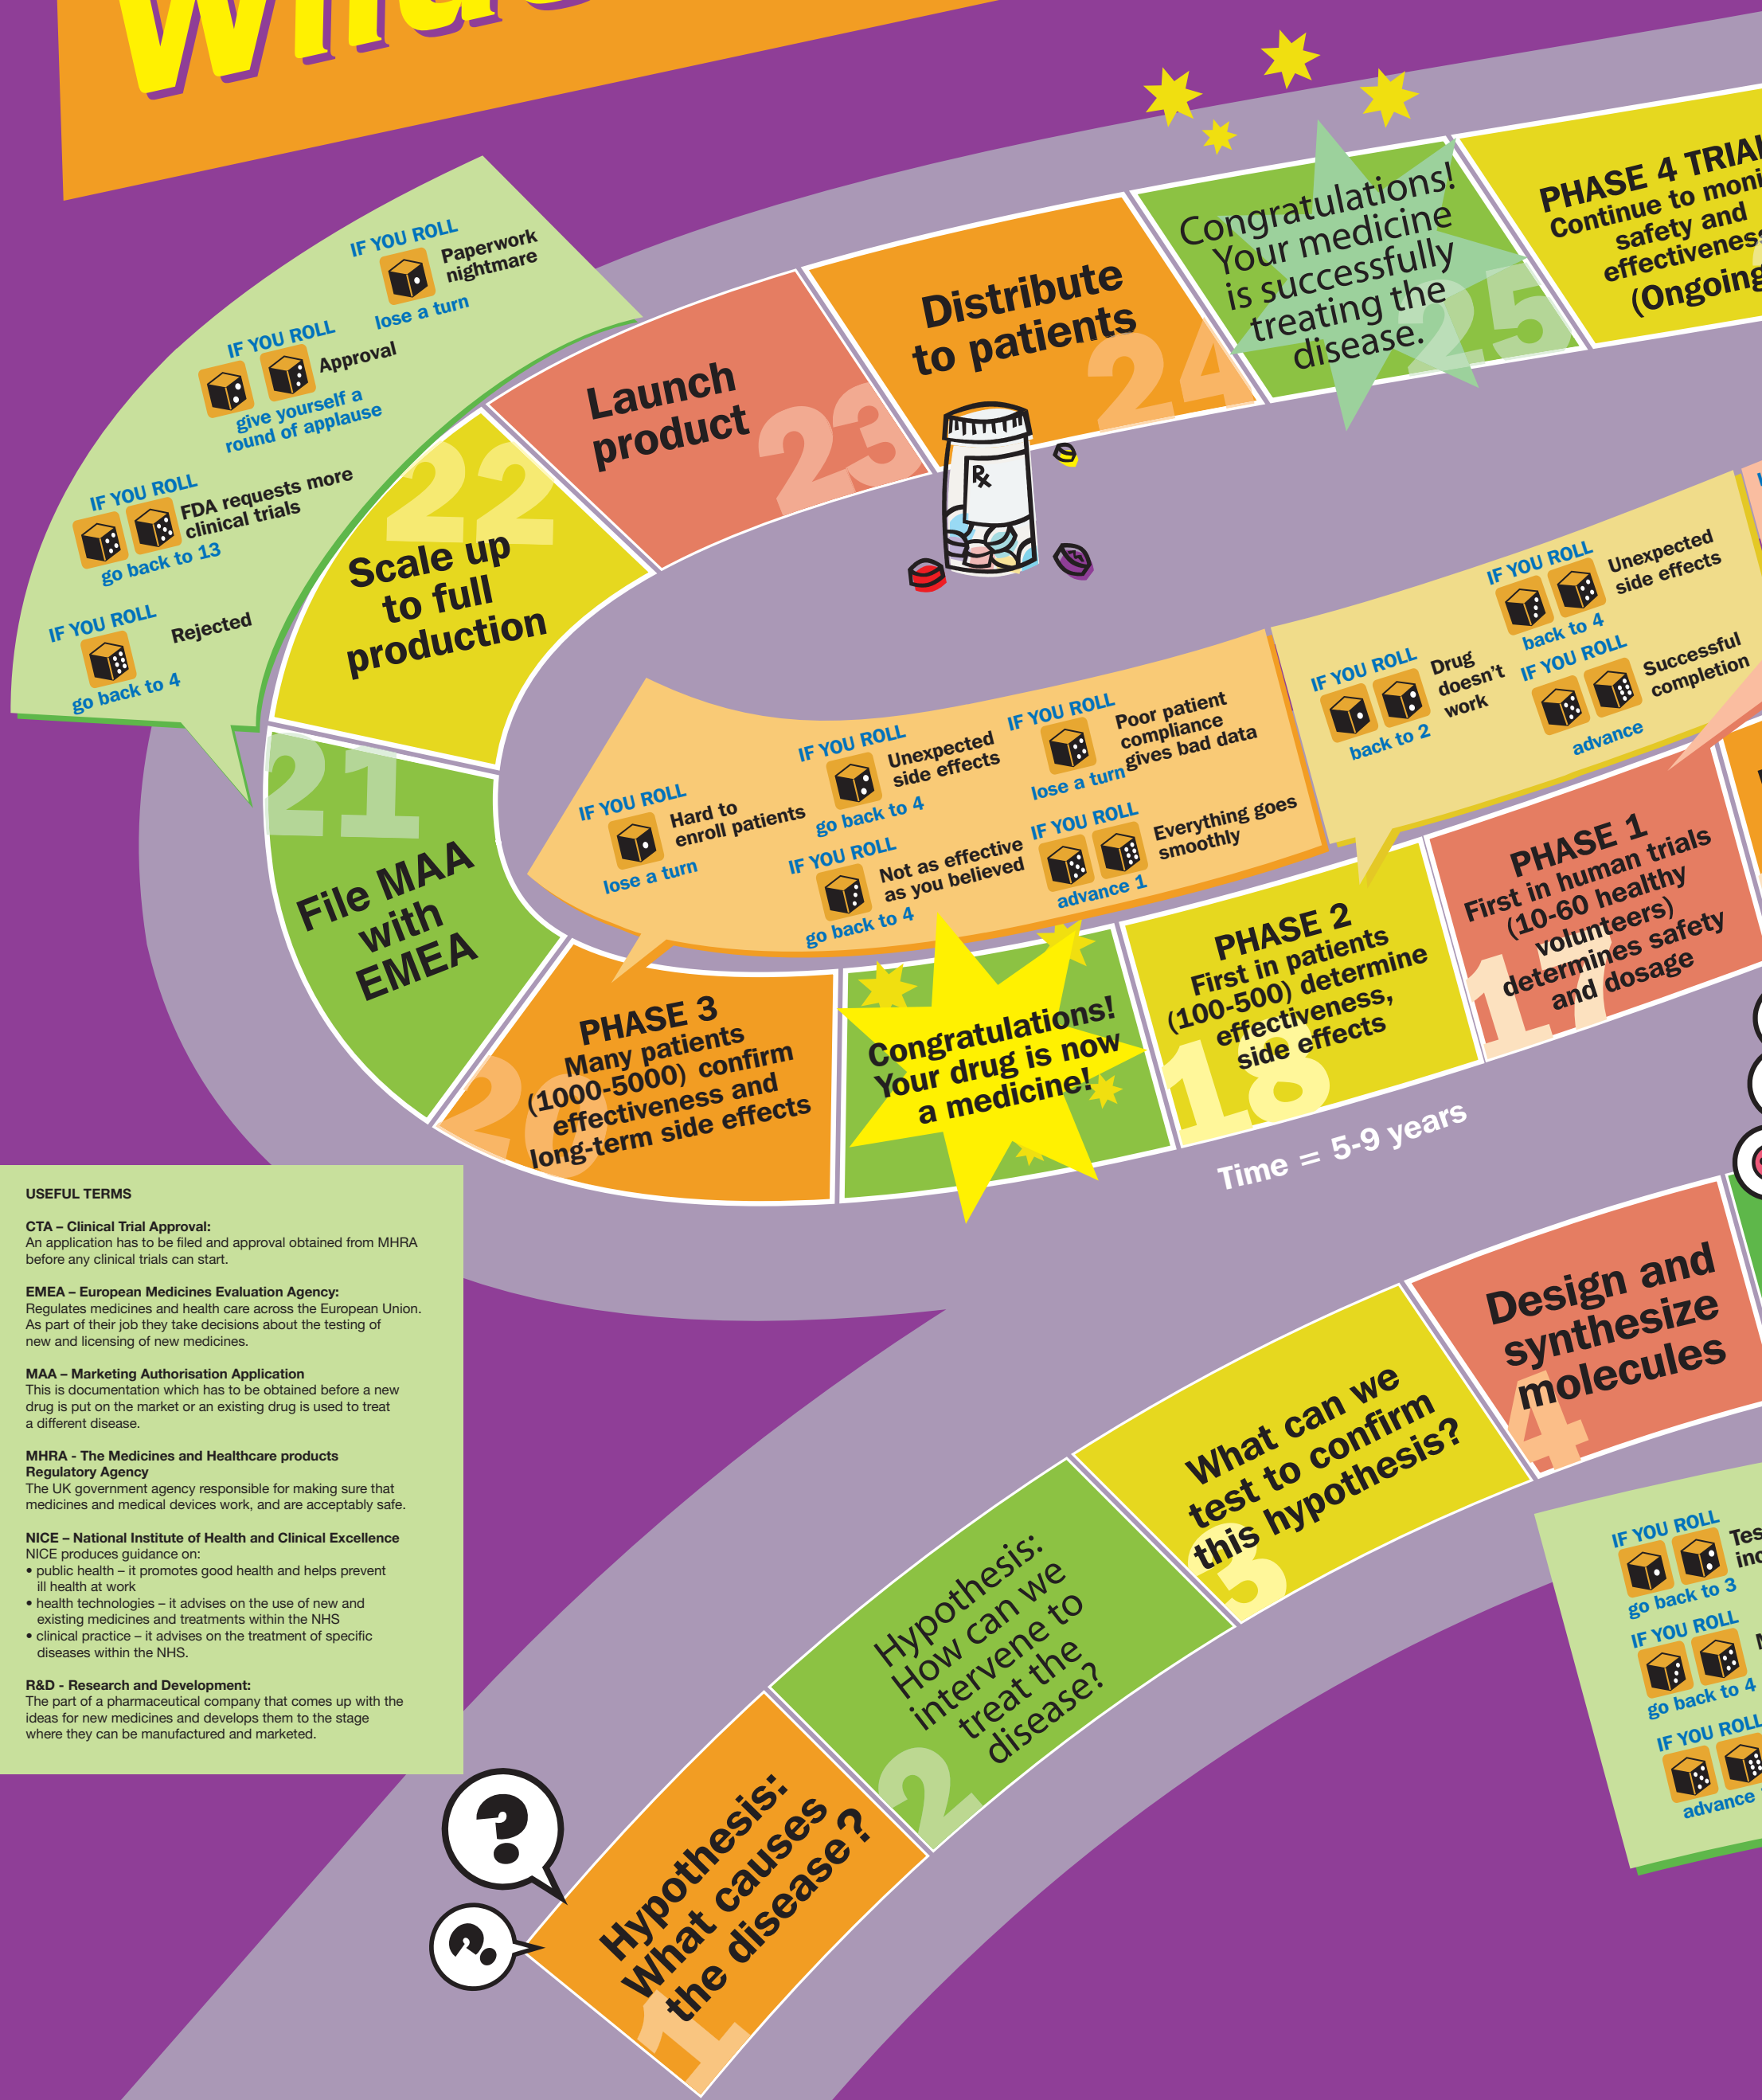 IF YOU ROLL
Paperwork
nightmare
lose a turn
IF YOU ROLL
Approval
give yourself a
round of applause
IF YOU ROLL
FDA requests more
clinical trials
go back to 13
IF YOU ROLL
Rejected
go back to 4
PHASE 4 TRIAL
Continue to moni
safety and
effectiveness
(Ongoing
Congratulations!
Your medicine
is successfully
treating the
disease.
25
Distribute
to patients
24
Launch
product
23
22
Scale up
to full
production
Rx
21
File MAA
with
EMEA
IF YOU ROLL
Hard to
enroll patients
lose a turn
IF YOU ROLL
Unexpected
side effects
go back to 4
IF YOU ROLL
Not as effective
as you believed
go back to 4
IF YOU ROLL
Poor patient
compliance
gives bad data
lose a turn
IF YOU ROLL
Everything goes
smoothly
advance 1
IF YOU ROLL
Drug
doesn't
work
back to 2
IF YOU ROLL
Unexpected
side effects
back to 4
IF YOU ROLL
Successful
completion
advance
PHASE 3
Many patients
(1000-5000) confirm
effectiveness and
long-term side effects
20
Congratulations!
Your drug is now
a medicine!
PHASE 2
First in patients
(100-500) determine
effectiveness,
side effects
18
PHASE 1
First in human trials
(10-60 healthy
volunteers)
determines safety
and dosage
17
Time = 5-9 years
USEFUL TERMS
CTA – Clinical Trial Approval:
An application has to be filed and approval obtained from MHRA
before any clinical trials can start.
EMEA – European Medicines Evaluation Agency:
Regulates medicines and health care across the European Union.
As part of their job they take decisions about the testing of
new and licensing of new medicines.
MAA – Marketing Authorisation Application
This is documentation which has to be obtained before a new
drug is put on the market or an existing drug is used to treat
a different disease.
MHRA - The Medicines and Healthcare products
Regulatory Agency
The UK government agency responsible for making sure that
medicines and medical devices work, and are acceptably safe.
NICE – National Institute of Health and Clinical Excellence
NICE produces guidance on:
• public health – it promotes good health and helps prevent
ill health at work
• health technologies – it advises on the use of new and
existing medicines and treatments within the NHS
• clinical practice – it advises on the treatment of specific
diseases within the NHS.
R&D - Research and Development:
The part of a pharmaceutical company that comes up with the
ideas for new medicines and develops them to the stage
where they can be manufactured and marketed.
Design and
synthesize
molecules
4
What can we
test to confirm
this hypothesis?
3
Hypothesis:
How can we
intervene to
treat the
disease?
2
Hypothesis:
What causes
the disease?
1
?
?
IF YOU ROLL
go back to 3
IF YOU ROLL
go back to 4
IF YOU ROLL
advance